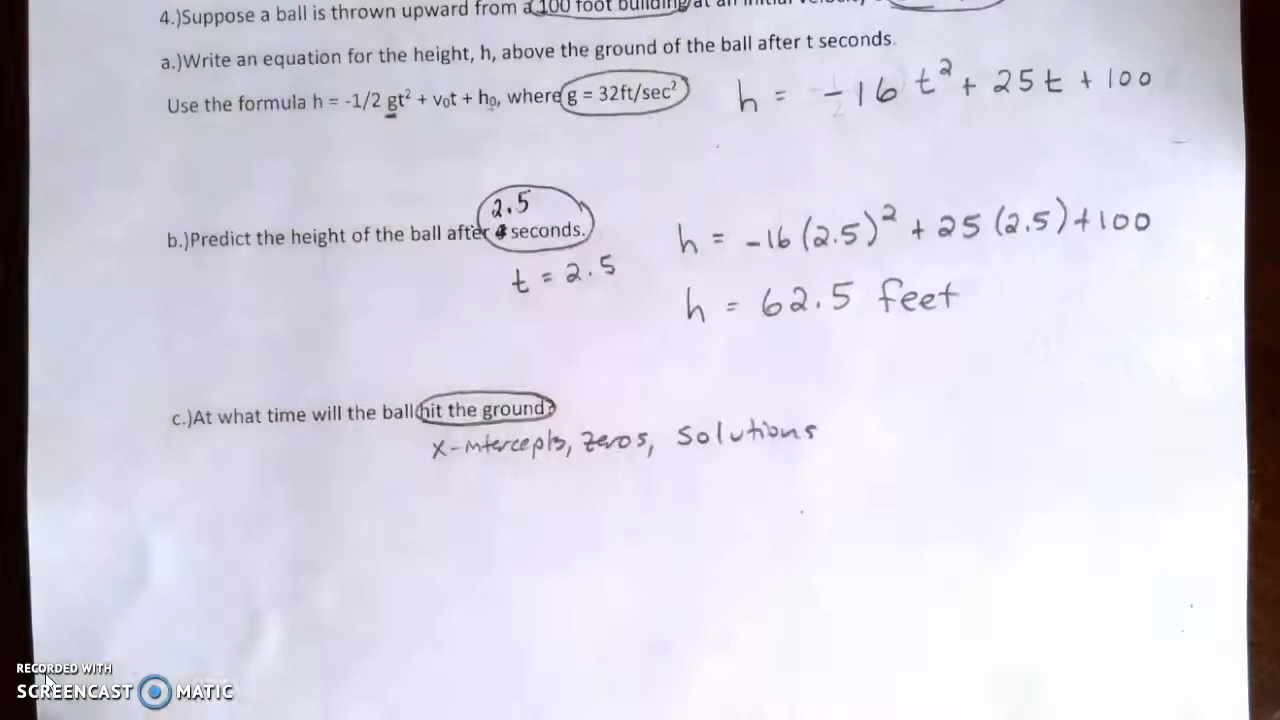 4.)Suppose a ball is thrown upward from a 100 foot building at an initial velocity
a.)Write an equation for the height, h, above the ground of the ball after t seconds.
Use the formula h = -1/2 gt² + v₀t + h₀, where g = 32ft/sec²
h = -16t² + 25t + 100
2.5
b.)Predict the height of the ball after seconds.
t = 2.5
h = -16(2.5)² + 25(2.5)+100
h = 62.5 feet
c.)At what time will the ball hit the ground?
x-intercepts, zeros, solutions
RECORDED WITH
SCREENCAST MATIC